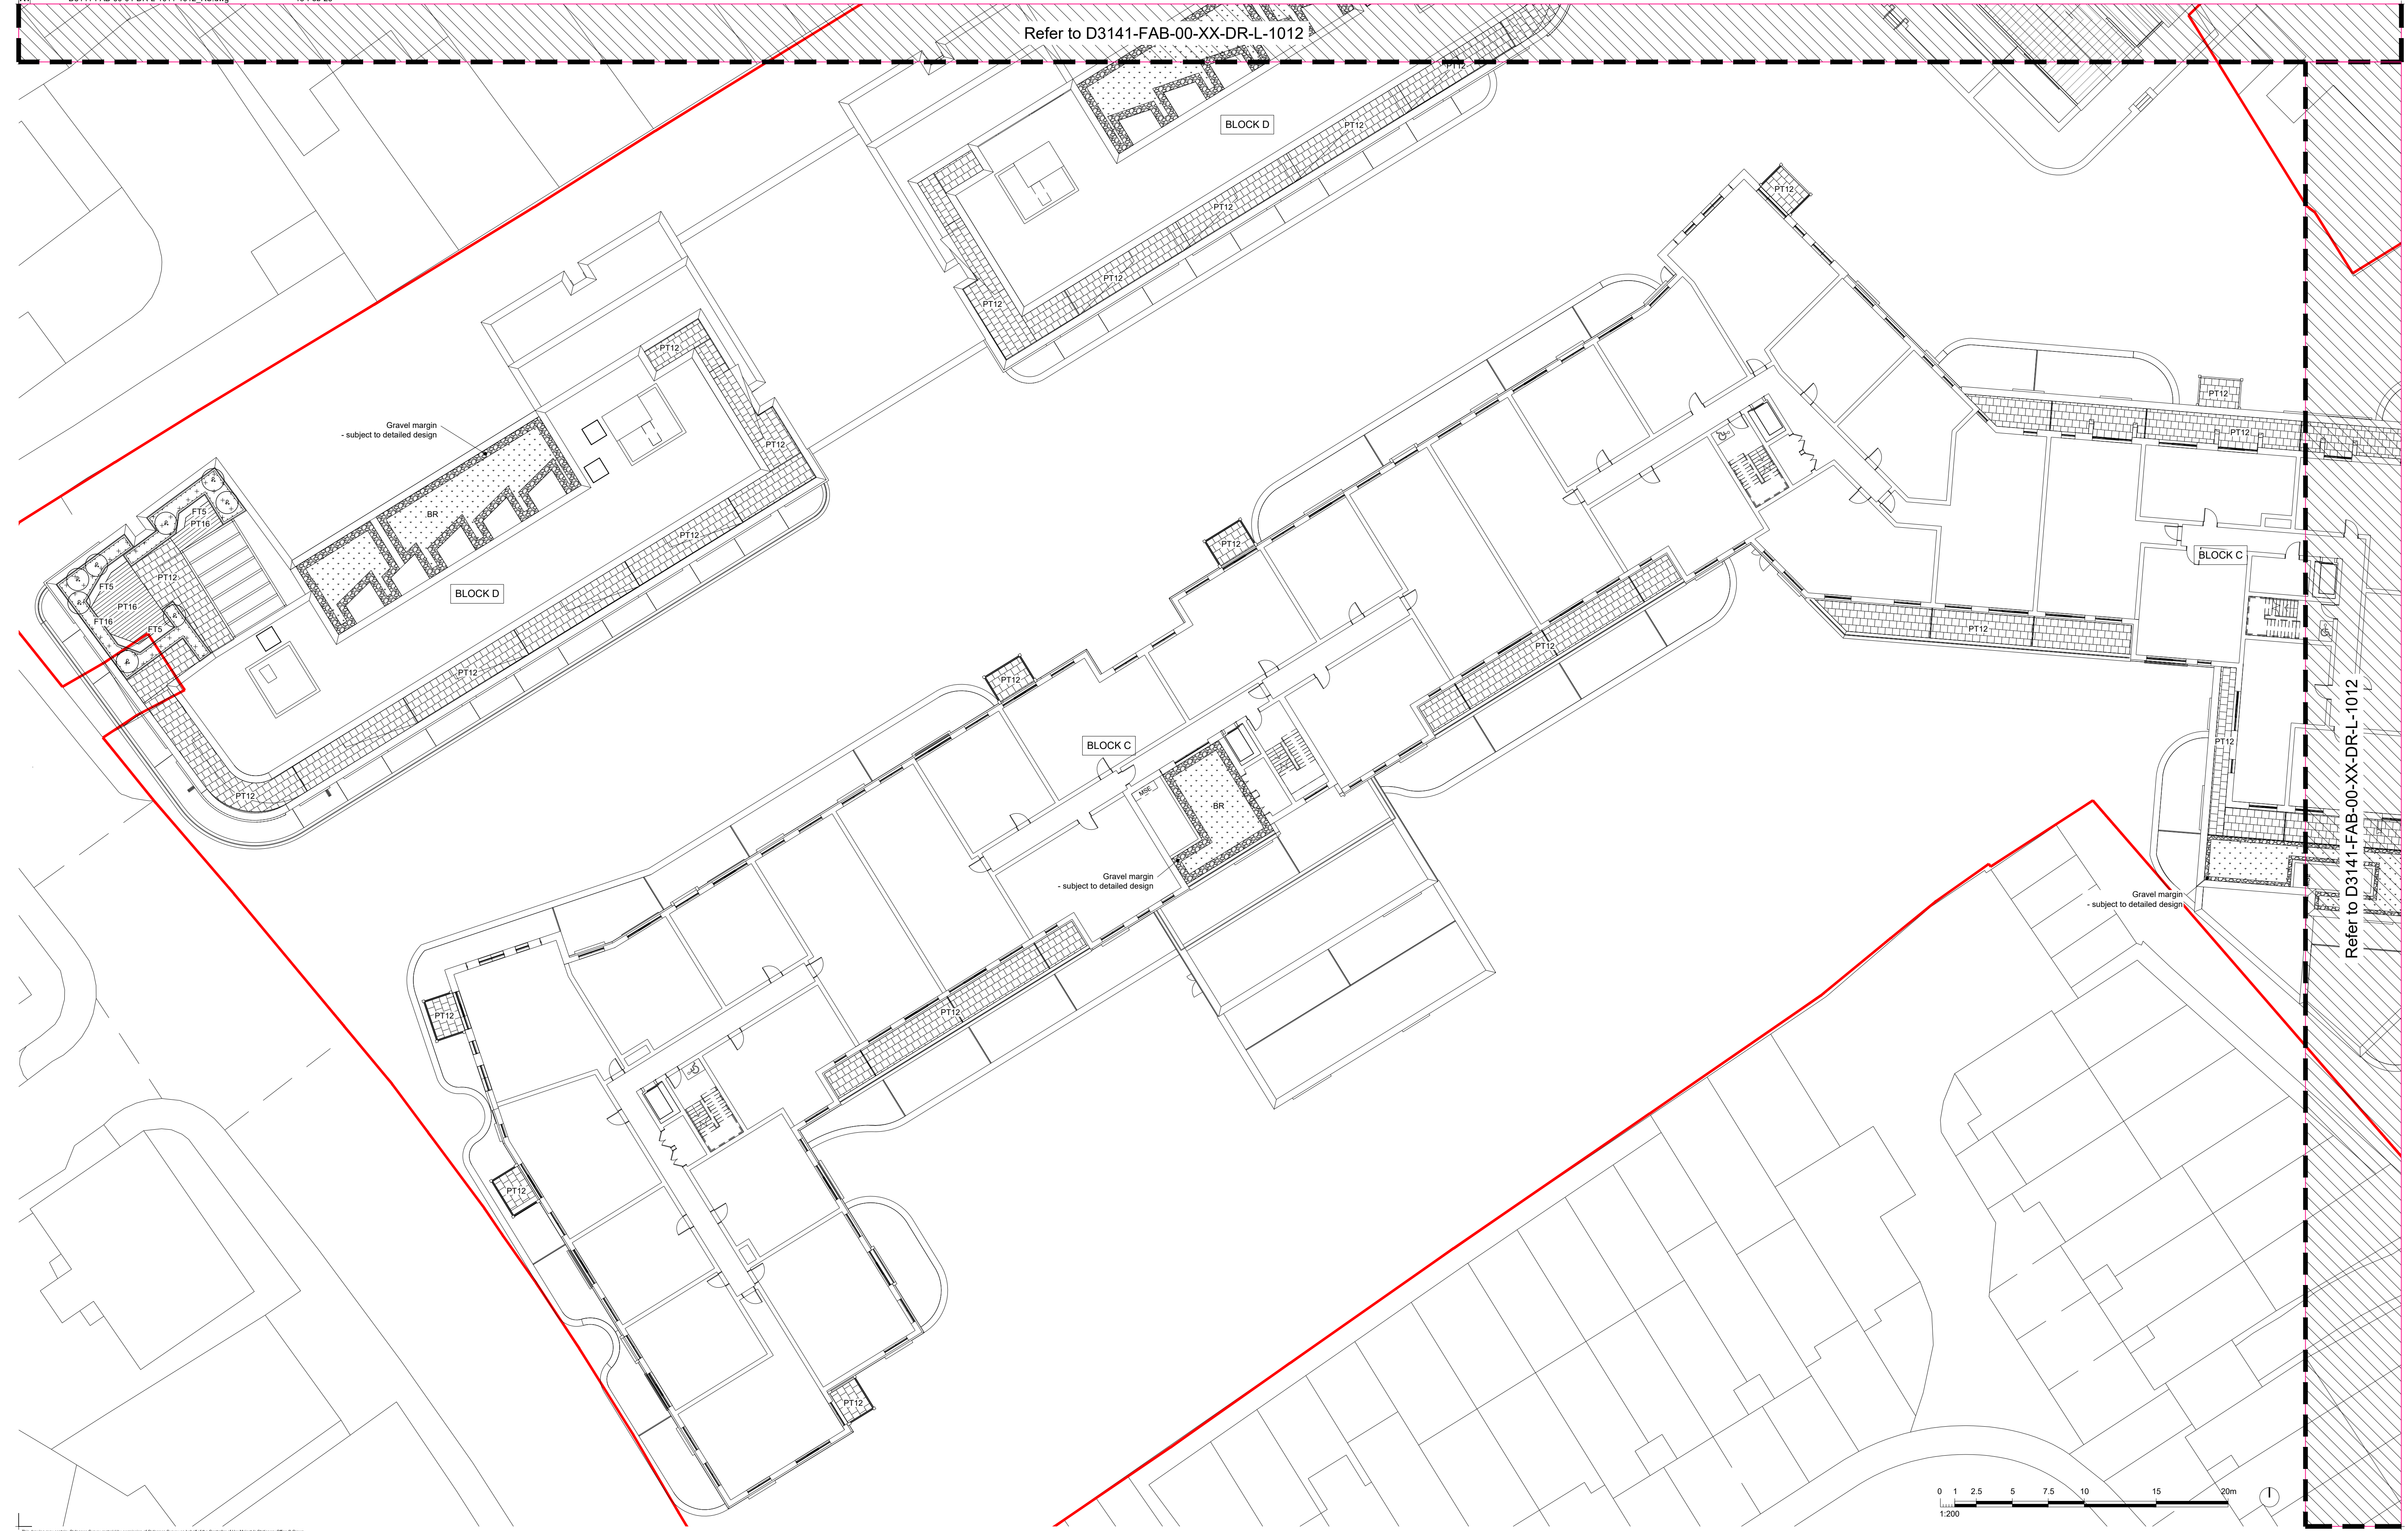 Refer to D3141-FAB-00-XX-DR-L-1012
PT12
BLOCK D
PT12
PT12
PT12
PT12
PT12
PT12
PT12
Gravel margin
- subject to detailed design
PT12
PT12
PT12
PT12
BR
FT5
PT16
PT12
PT12
BLOCK C
PT12
FT5
BLOCK D
PT16
FT16
FT5
PT12
PT12
PT12
PT12
PT12
BLOCK C
PT12
MSE
PT12
BR
Gravel margin
- subject to detailed design
Gravel margin
- subject to detailed design
Refer to D3141-FAB-00-XX-DR-L-1012
PT12
PT12
PT12
PT12
0 1 2.5 5 7.5 10 15 20m
1:200